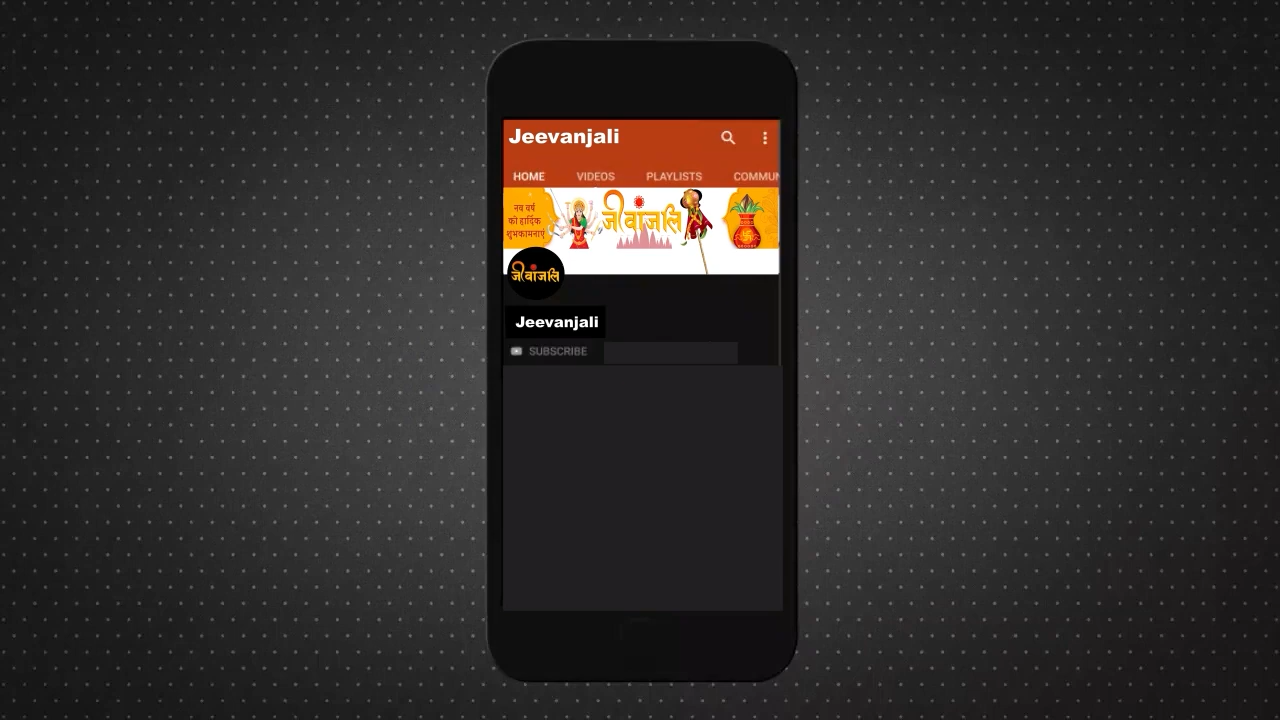 Jeevanjali
HOME VIDEOS PLAYLISTS COMMUN
नव वर्ष
की हार्दिक
शुभकामनाएं
जीवांजलि
जीवांजलि
Jeevanjali
SUBSCRIBE